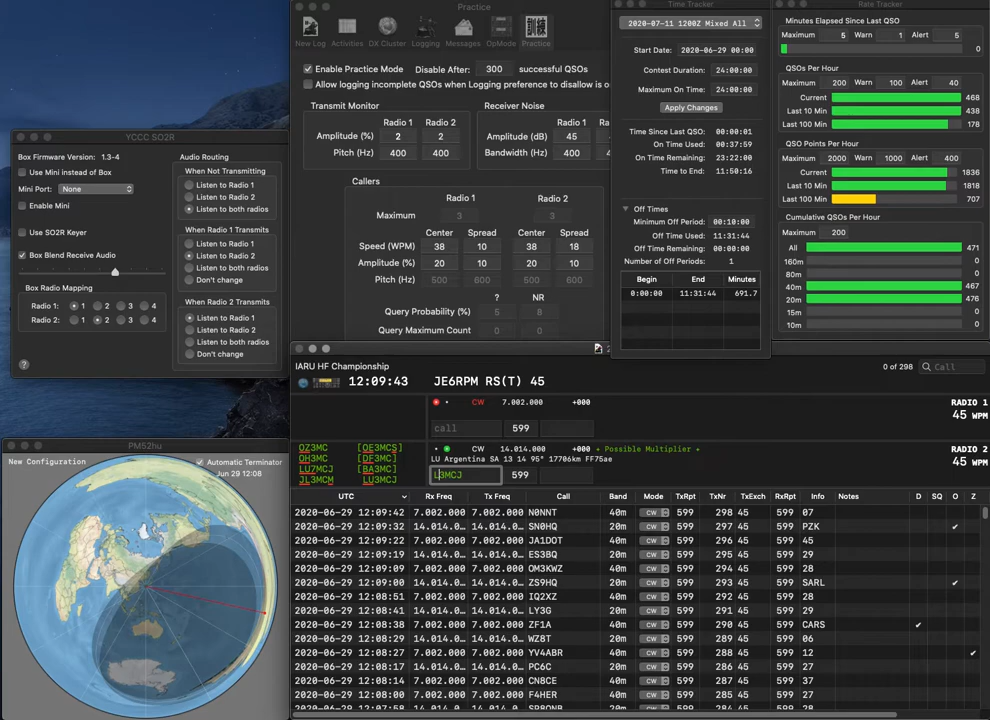 Practice
New Log
Activities
DX Cluster
Logging
Messages
OpMode
Practice
Enable Practice Mode Disable After: 300 successful QSOs
Allow logging incomplete QSOs when Logging preference to disallow is o
Transmit Monitor
Radio 1 Radio 2
Amplitude (%) 2 2
Pitch (Hz) 400 400
Receiver Noise
Radio 1 Ra
Amplitude (dB) 45
Bandwidth (Hz) 400 4
Callers
Radio 1 Radio 2
Maximum 3 3
Center Spread Center Spread
Speed (WPM) 38 10 38 18
Amplitude (%) 20 10 20 10
Pitch (Hz) 500 600 500 600
? NR
Query Probability (%) 5 8
Query Maximum Count 0 0
Time Tracker
2020-07-11 1200Z Mixed All
Start Date: 2020-06-29 00:00
Contest Duration: 24:00:00
Maximum On Time: 24:00:00
Apply Changes
Time Since Last QSO: 00:00:01
On Time Used: 00:37:59
On Time Remaining: 23:22:00
Time to End: 11:50:16
Off Times
Minimum Off Period: 00:10:00
Off Time Used: 11:31:44
Off Time Remaining: 00:00:00
Number of Off Periods: 1
Begin End Minutes
0:00:00 11:31:44 691.7
Rate Tracker
Minutes Elapsed Since Last QSO
Maximum 5 Warn 1 Alert 5
0
QSOs Per Hour
Maximum 200 Warn 100 Alert 40
Current 468
Last 10 Min 438
Last 100 Min 178
QSO Points Per Hour
Maximum 2000 Warn 1000 Alert 400
Current 1836
Last 10 Min 1818
Last 100 Min 707
Cumulative QSOs Per Hour
Maximum 200
All 471
160m
80m
40m 467
20m 476
15m
10m
YCCC SO2R
Box Firmware Version: 1.3-4
Use Mini instead of Box
Mini Port: None
Enable Mini
Use SO2R Keyer
Box Blend Receive Audio
Box Radio Mapping
Radio 1: 1 2 3 4
Radio 2: 1 2 3 4
?
Audio Routing
When Not Transmitting
Listen to Radio 1
Listen to Radio 2
Listen to both radios
When Radio 1 Transmits
Listen to Radio 1
Listen to Radio 2
Listen to both radios
Don't change
When Radio 2 Transmits
Listen to Radio 1
Listen to Radio 2
Listen to both radios
Don't change
PM52hu
New Configuration
Automatic Terminator
Jun 29 12:08
IARU HF Championship
0 of 298 Call
12:09:43 JE6RPM RS(T) 45
CW 7.002.000 +000
RADIO 1
45 WPM
call 599
OZ3MC [OE3MCS]
OH3MC [DF3MC]
LU7MCJ [BA3MC]
JL3MCM LU3MCJ
CW 14.014.000 +000 + Possible Multiplier +
RADIO 2
45 WPM
LU Argentina SA 13 14 95° 17706km FF75ae
L3MCJ 599
UTC Rx Freq Tx Freq Call Band Mode TxRpt TxNr TxExch RxRpt Info Notes D SQ O Z
2020-06-29 12:09:42 7.002.000 7.002.000 N0NNT 40m CW 599 298 45 599 07
2020-06-29 12:09:32 14.014.0… 14.014.0… SN0HQ 20m CW 599 297 45 599 PZK ✓
2020-06-29 12:09:22 7.002.000 7.002.000 JA1DOT 40m CW 599 296 45 599 45
2020-06-29 12:09:19 14.014.0… 14.014.0… ES3BQ 20m CW 599 295 45 599 29
2020-06-29 12:09:11 7.002.000 7.002.000 OM3KWZ 40m CW 599 294 45 599 28
2020-06-29 12:09:00 14.014.0… 14.014.0… ZS9HQ 20m CW 599 293 45 599 SARL ✓
2020-06-29 12:08:51 7.002.000 7.002.000 IQ2XZ 40m CW 599 292 45 599 28
2020-06-29 12:08:41 14.014.0… 14.014.0… LY3G 20m CW 599 291 45 599 29
2020-06-29 12:08:38 7.002.000 7.002.000 ZF1A 40m CW 599 290 45 599 CARS ✓
2020-06-29 12:08:29 14.014.0… 14.014.0… WZ8T 20m CW 599 289 45 599 06
2020-06-29 12:08:27 7.002.000 7.002.000 YV4ABR 40m CW 599 288 45 599 12 ✓
2020-06-29 12:08:17 14.014.0… 14.014.0… PC6C 20m CW 599 286 45 599 27
2020-06-29 12:08:14 7.002.000 7.002.000 CN8CE 40m CW 599 287 45 599 37
2020-06-29 12:08:00 14.014.0… 14.014.0… F4HER 20m CW 599 285 45 599 27